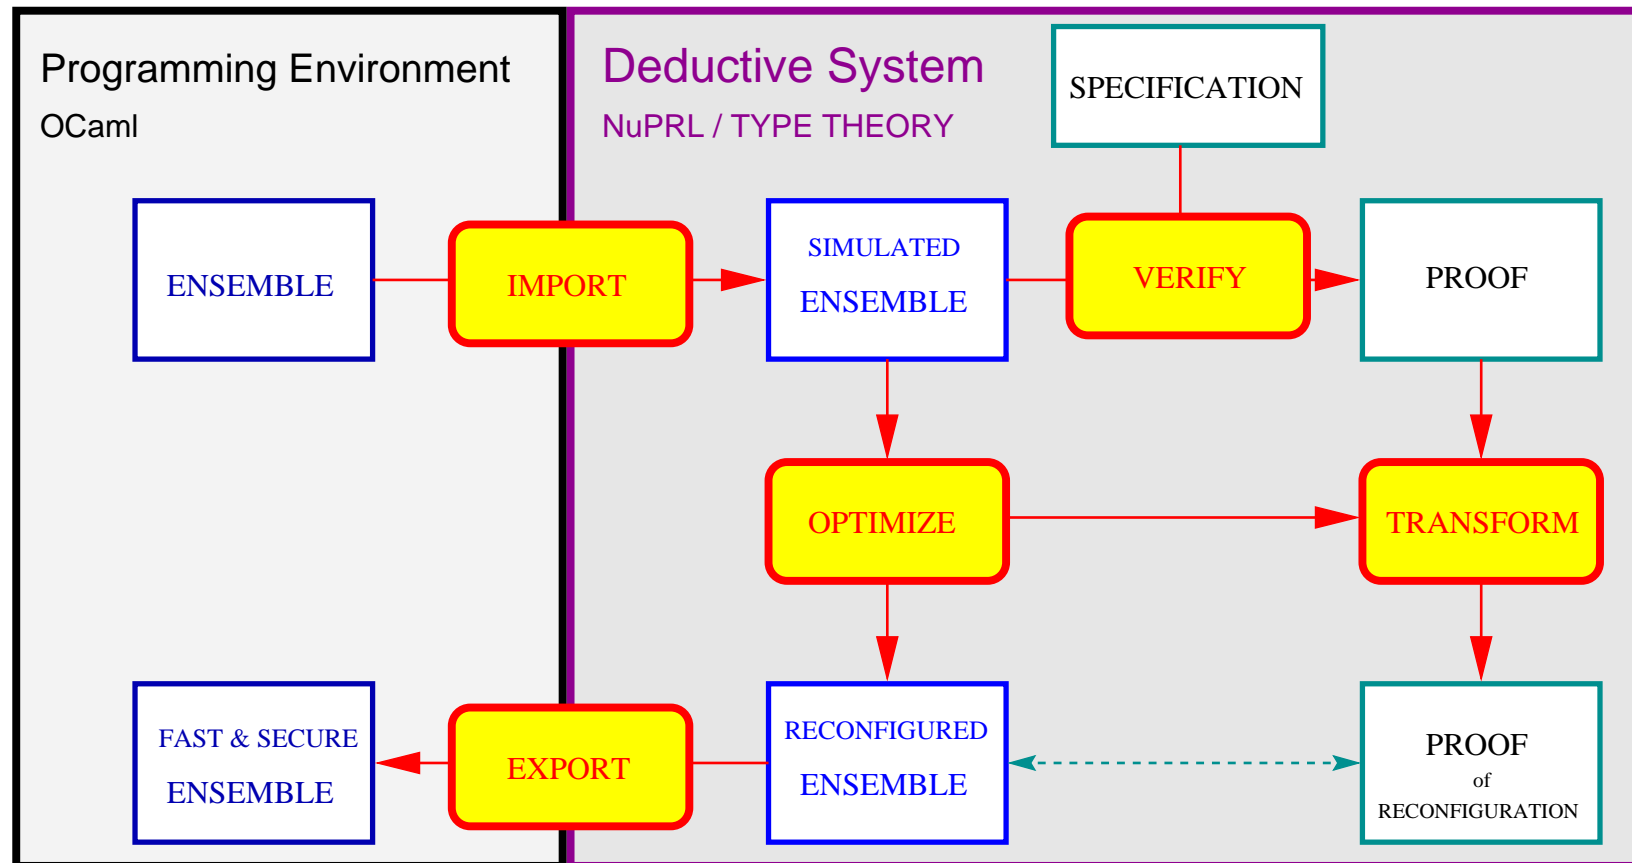 Programming Environment
OCaml
Deductive System
NuPRL / TYPE THEORY
SPECIFICATION
ENSEMBLE
IMPORT
SIMULATED
ENSEMBLE
VERIFY
PROOF
OPTIMIZE
TRANSFORM
FAST & SECURE
ENSEMBLE
EXPORT
RECONFIGURED
ENSEMBLE
PROOF
of
RECONFIGURATION